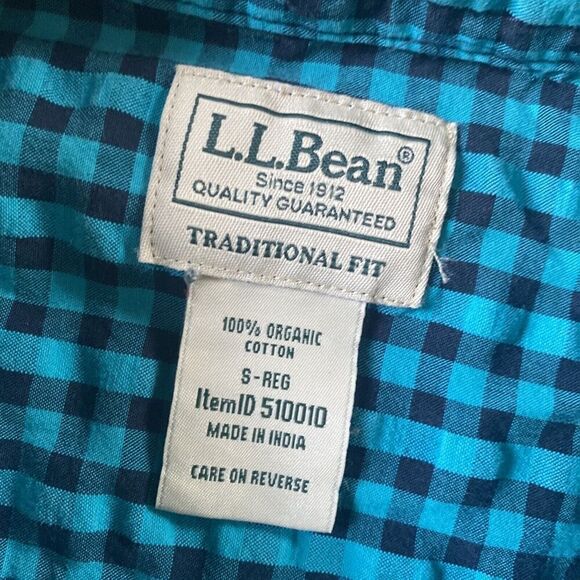 L.L.Bean®
Since 1912
QUALITY GUARANTEED
TRADITIONAL FIT
100% ORGANIC
COTTON
S-REG
ItemID 510010
MADE IN INDIA
CARE ON REVERSE